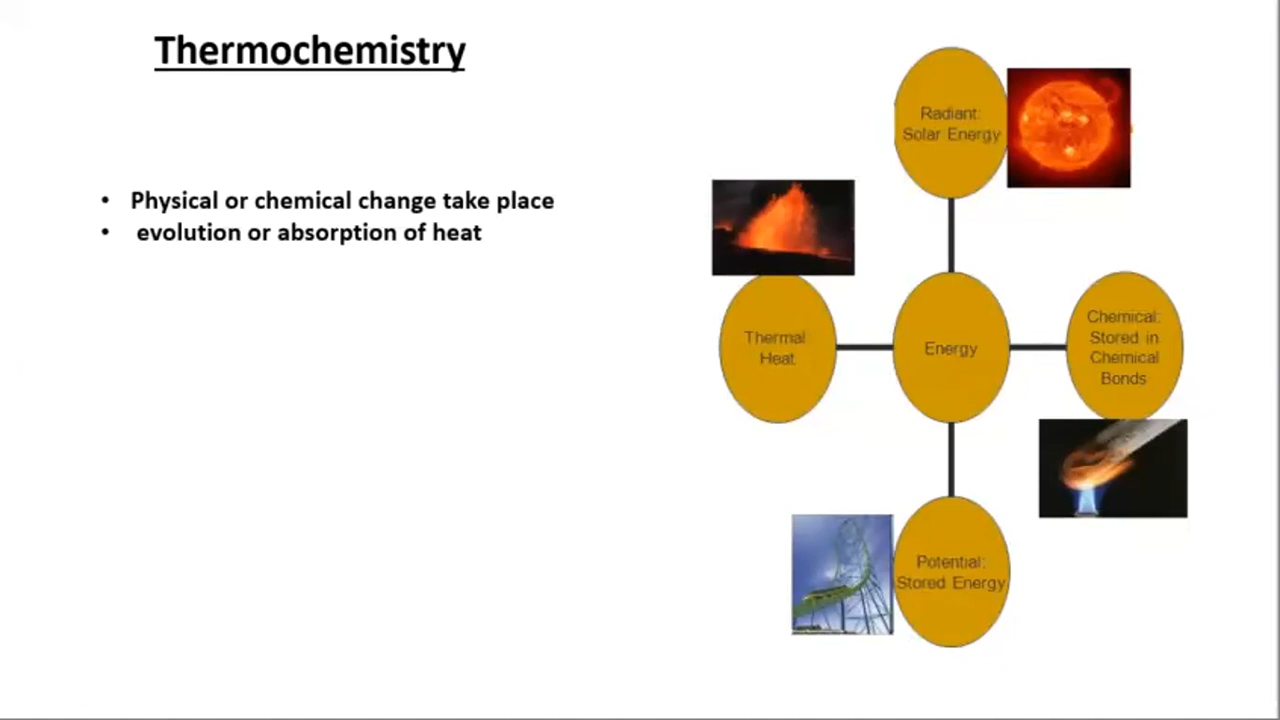 Thermochemistry
• Physical or chemical change take place
• evolution or absorption of heat
Radiant:
Solar Energy
Thermal
Heat
Energy
Chemical:
Stored in
Chemical
Bonds
Potential:
Stored Energy